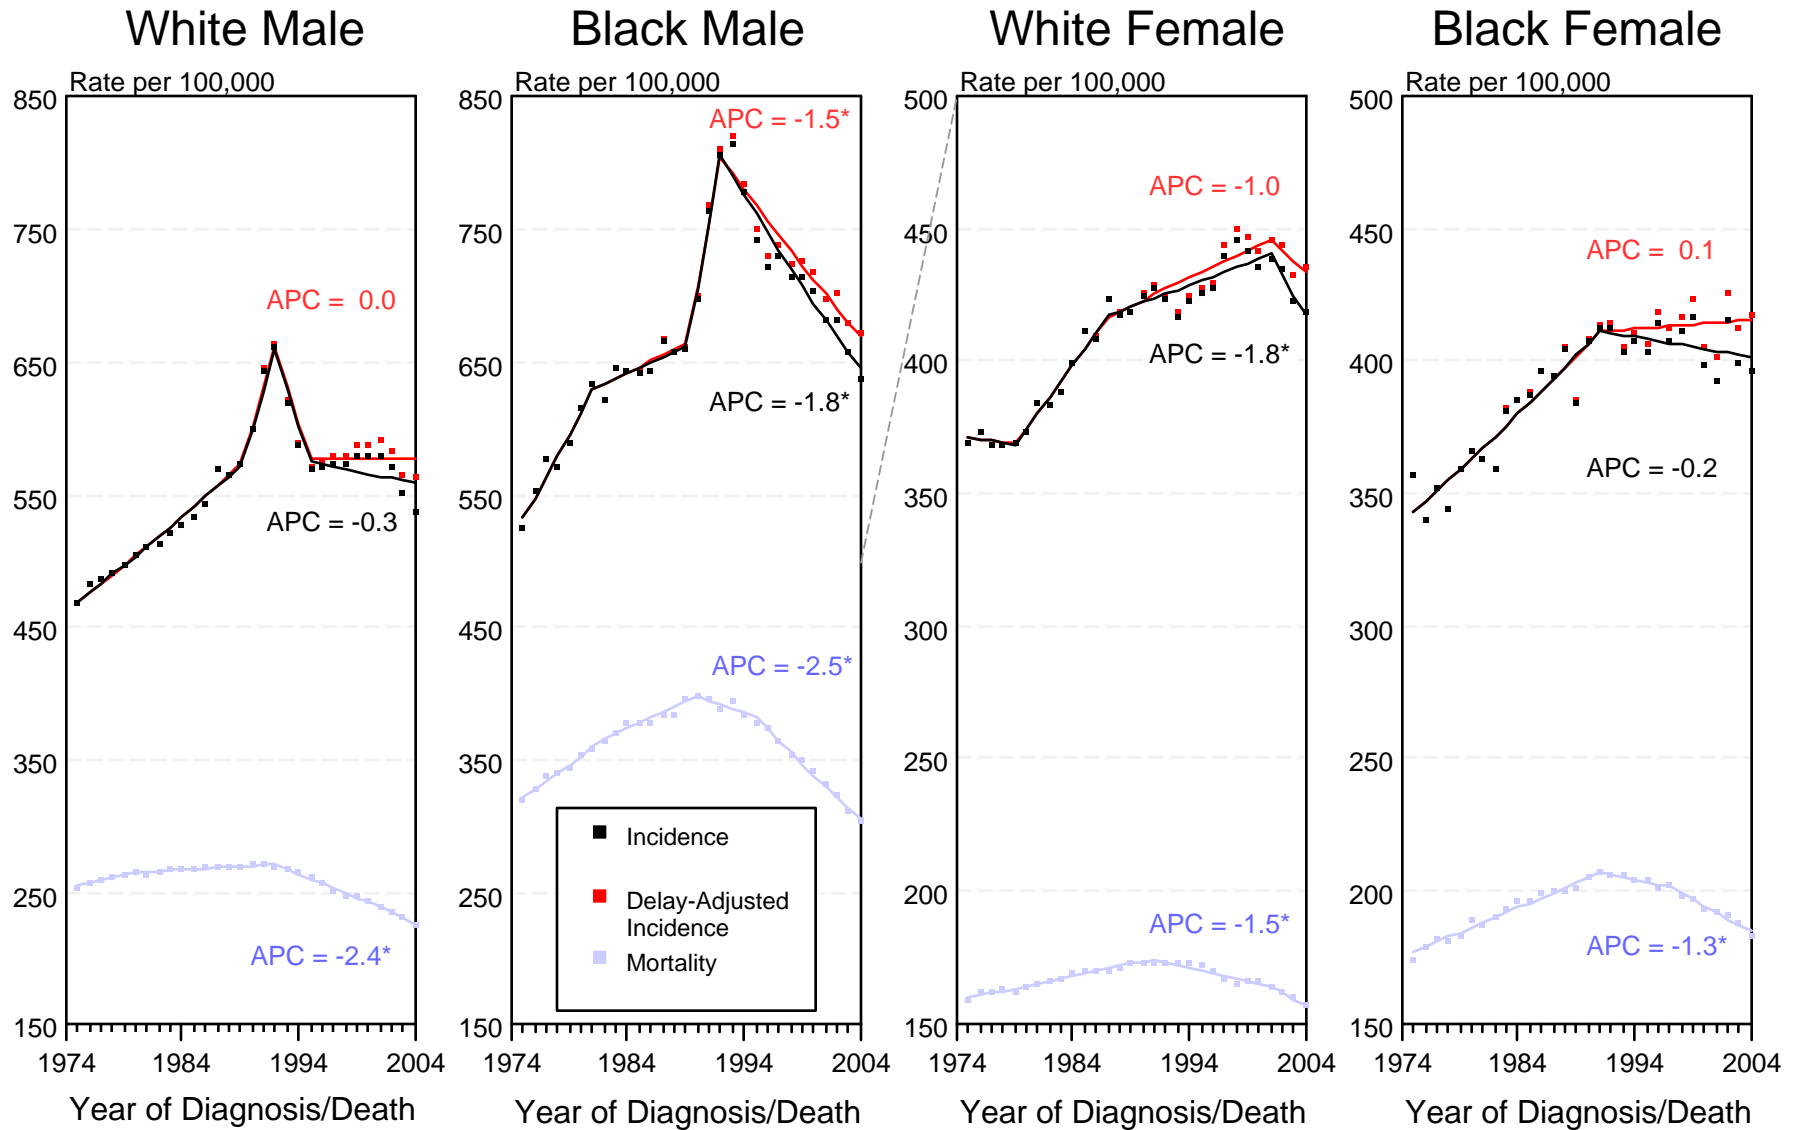 White Male
Black Male
White Female
Black Female
Rate per 100,000
Rate per 100,000
Rate per 100,000
Rate per 100,000
850
750
650
550
450
350
250
150
APC = 0.0
APC = -0.3
APC = -2.4*
1974
1984
1994
2004
Year of Diagnosis/Death
850
750
650
550
450
350
250
150
APC = -1.5*
APC = -1.8*
APC = -2.5*
Incidence
Delay-Adjusted
Incidence
Mortality
1974
1984
1994
2004
Year of Diagnosis/Death
500
450
400
350
300
250
200
150
APC = -1.0
APC = -1.8*
APC = -1.5*
1974
1984
1994
2004
Year of Diagnosis/Death
500
450
400
350
300
250
200
150
APC = 0.1
APC = -0.2
APC = -1.3*
1974
1984
1994
2004
Year of Diagnosis/Death